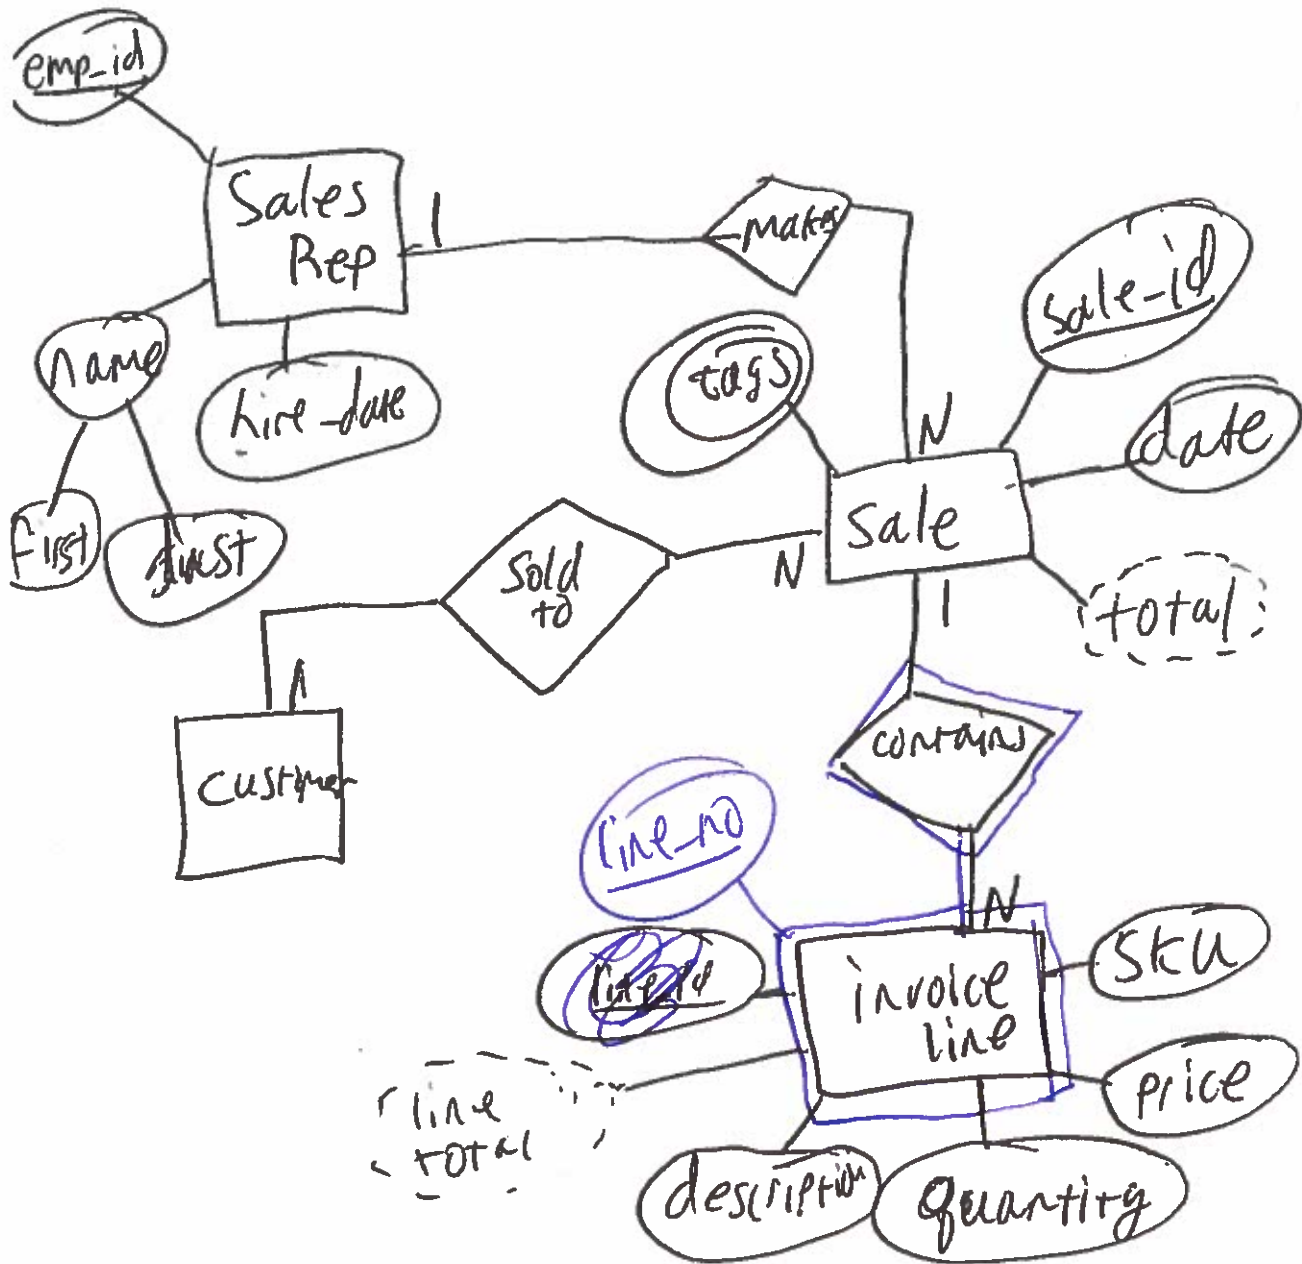 emp_id
Sales
Rep
1
makes
name
hire_date
First
tags
N
sale_id
date
Sale
total
Sold
to
N
1
1
customer
contains
line_no
N
invoice
line
SKU
price
line
total
description
quantity